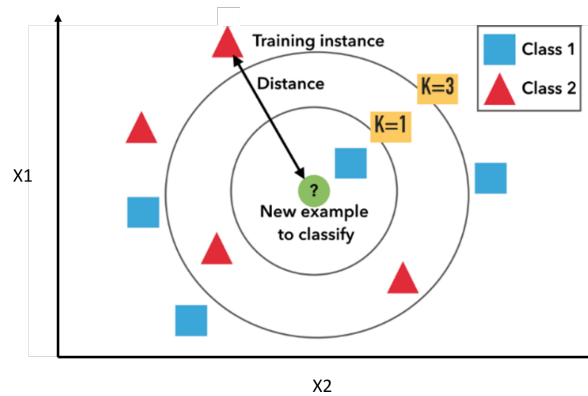 Training instance
Class 1
Class 2
Distance
K=3
K=1
X1
?
New example
to classify
X2